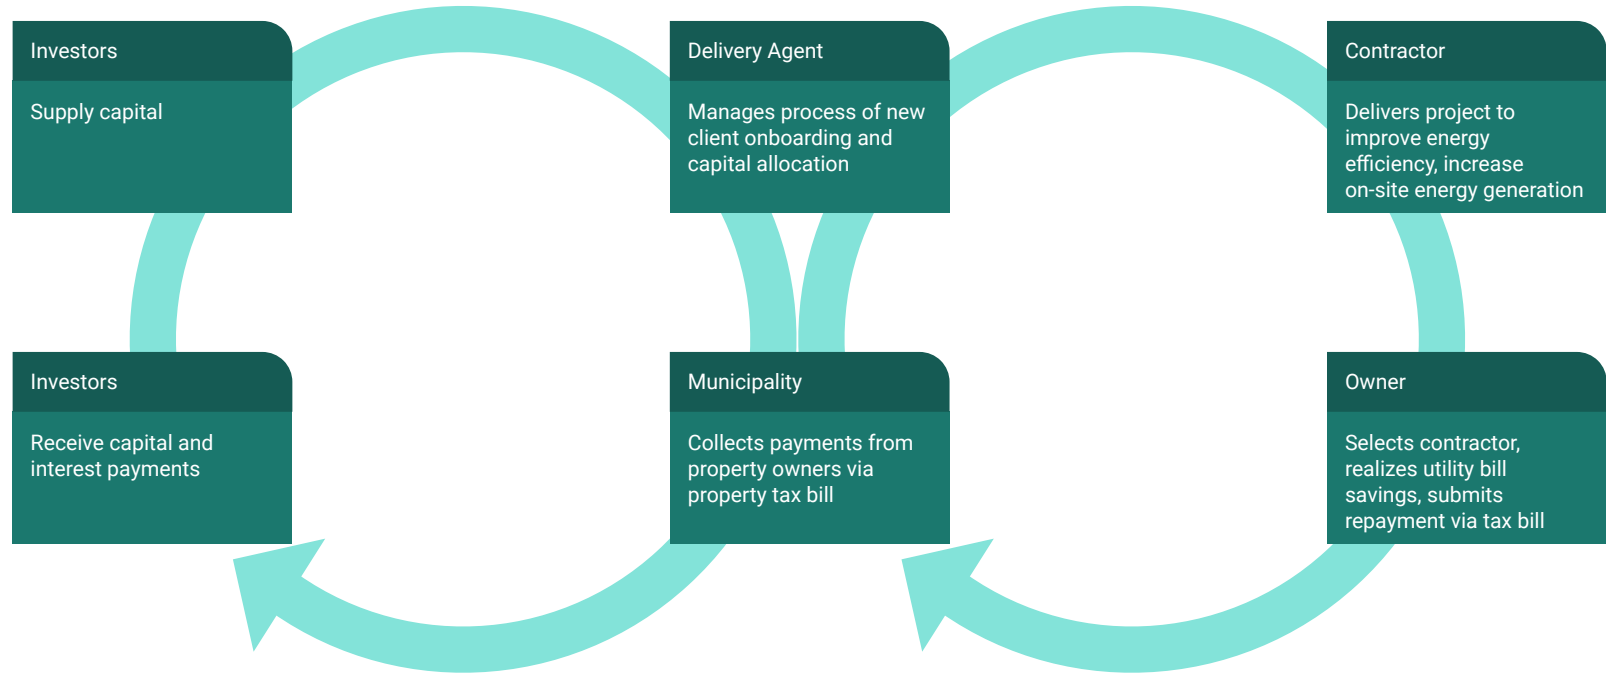 Investors
Supply capital
Delivery Agent
Manages process of new
client onboarding and
capital allocation
Contractor
Delivers project to
improve energy
efficiency, increase
on-site energy generation
Investors
Receive capital and
interest payments
Municipality
Collects payments from
property owners via
property tax bill
Owner
Selects contractor,
realizes utility bill
savings, submits
repayment via tax bill